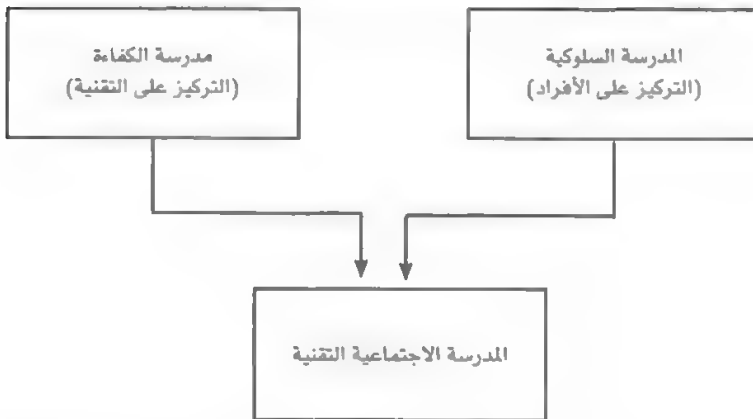 المدرسة السلوكية
(التركيز على الأفراد)
مدرسة الكفاءة
(التركيز على التقنية)
المدرسة الاجتماعية التقنية